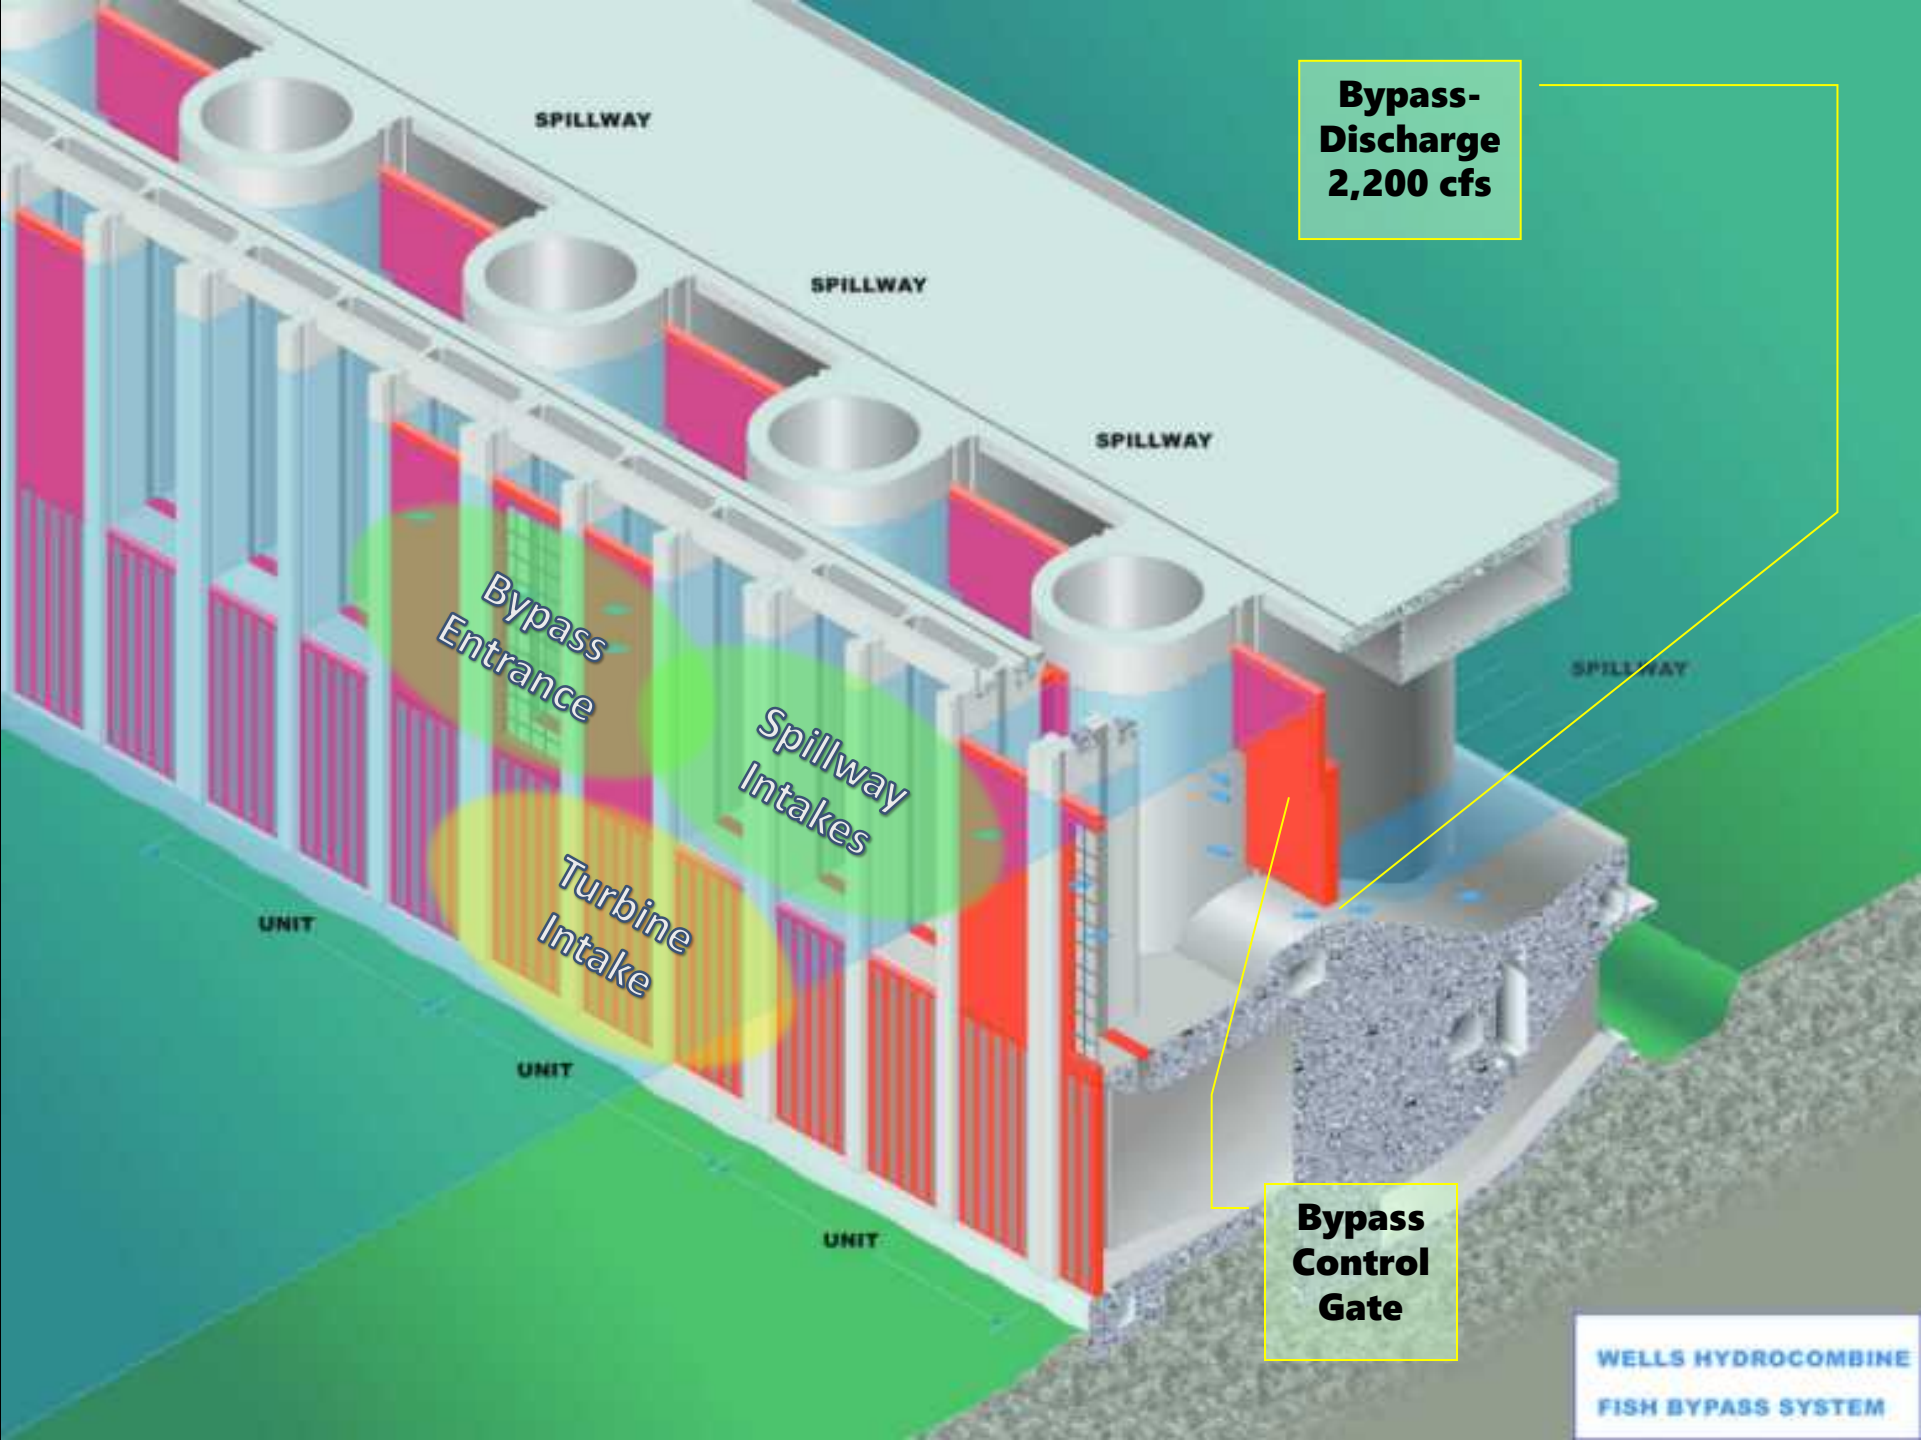 SPILLWAY
Bypass-
Discharge
2,200 cfs
SPILLWAY
SPILLWAY
SPILLWAY
Bypass
Entrance
Spillway
Intakes
Turbine
Intake
UNIT
UNIT
UNIT
Bypass
Control
Gate
WELLS HYDROCOMBINE
FISH BYPASS SYSTEM